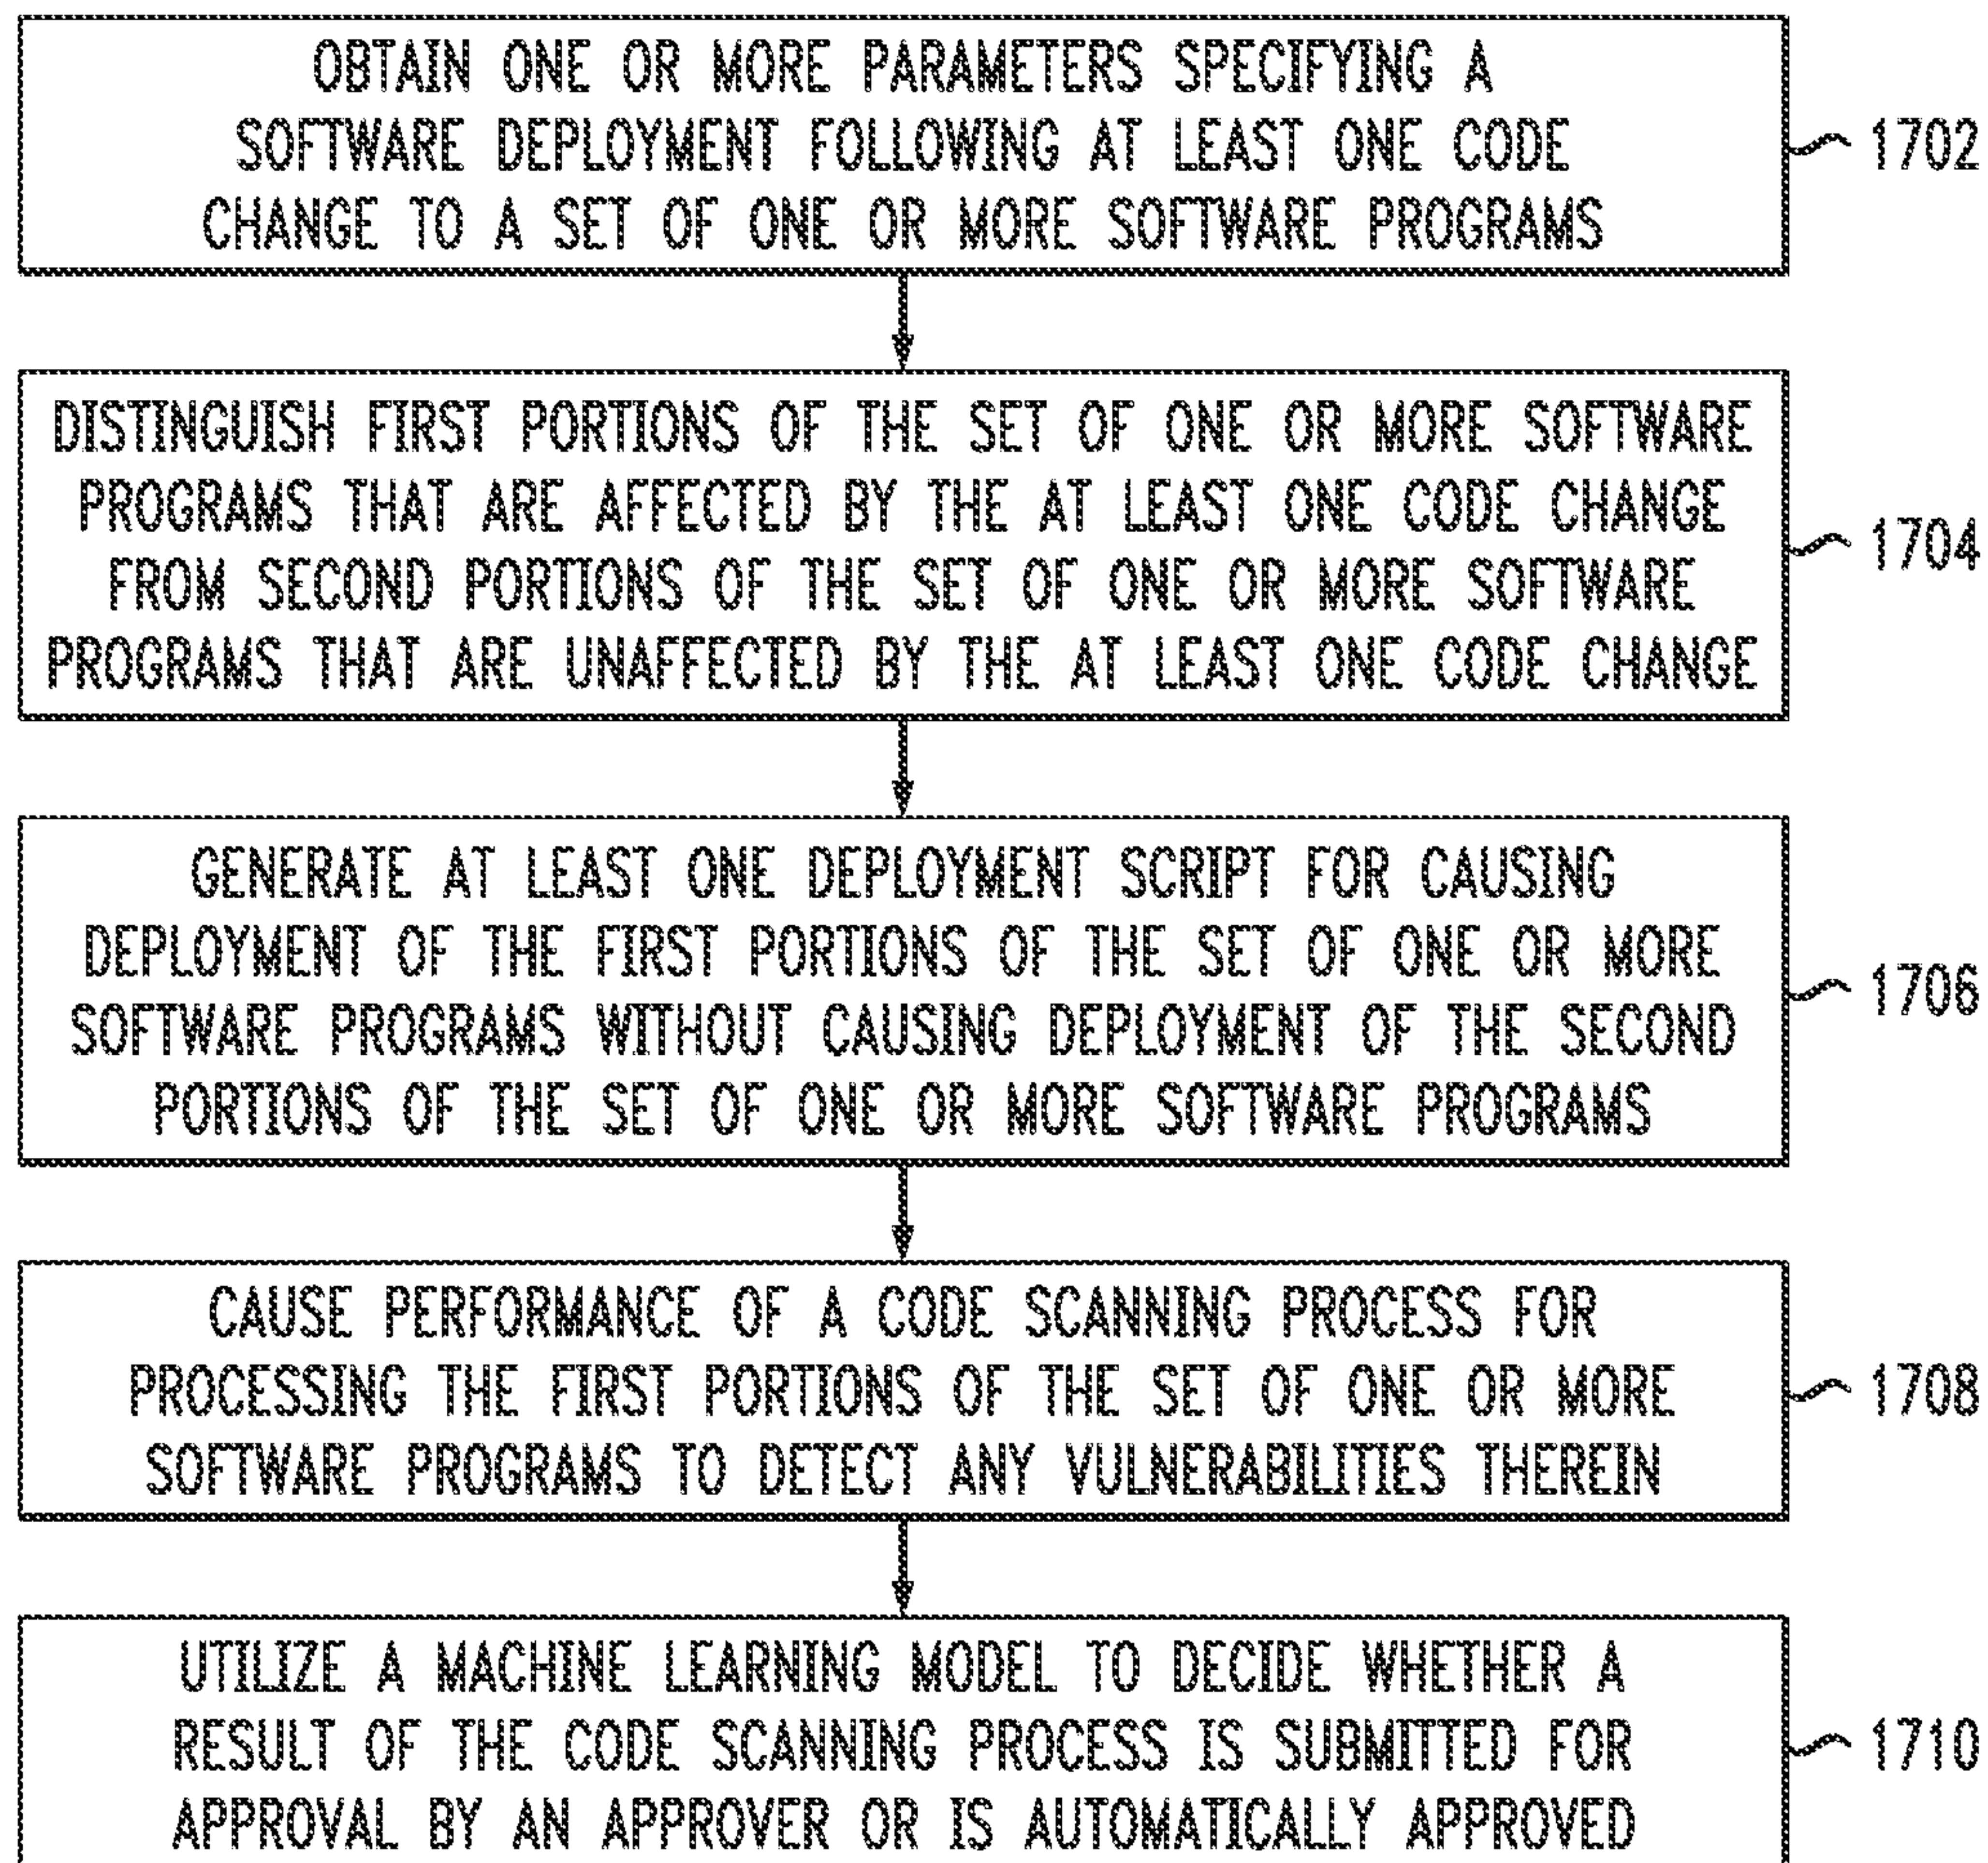 OBTAIN ONE OR MORE PARAMETERS SPECIFYING A
SOFTWARE DEPLOYMENT FOLLOWING AT LEAST ONE CODE
CHANGE TO A SET OF ONE OR MORE SOFTWARE PROGRAMS
1702
DISTINGUISH FIRST PORTIONS OF THE SET OF ONE OR MORE SOFTWARE
PROGRAMS THAT ARE AFFECTED BY THE AT LEAST ONE CODE CHANGE
FROM SECOND PORTIONS OF THE SET OF ONE OR MORE SOFTWARE
PROGRAMS THAT ARE UNAFFECTED BY THE AT LEAST ONE CODE CHANGE
1704
GENERATE AT LEAST ONE DEPLOYMENT SCRIPT FOR CAUSING
DEPLOYMENT OF THE FIRST PORTIONS OF THE SET OF ONE OR MORE
SOFTWARE PROGRAMS WITHOUT CAUSING DEPLOYMENT OF THE SECOND
PORTIONS OF THE SET OF ONE OR MORE SOFTWARE PROGRAMS
1706
CAUSE PERFORMANCE OF A CODE SCANNING PROCESS FOR
PROCESSING THE FIRST PORTIONS OF THE SET OF ONE OR MORE
SOFTWARE PROGRAMS TO DETECT ANY VULNERABILITIES THEREIN
1708
UTILIZE A MACHINE LEARNING MODEL TO DECIDE WHETHER A
RESULT OF THE CODE SCANNING PROCESS IS SUBMITTED FOR
APPROVAL BY AN APPROVER OR IS AUTOMATICALLY APPROVED
1710